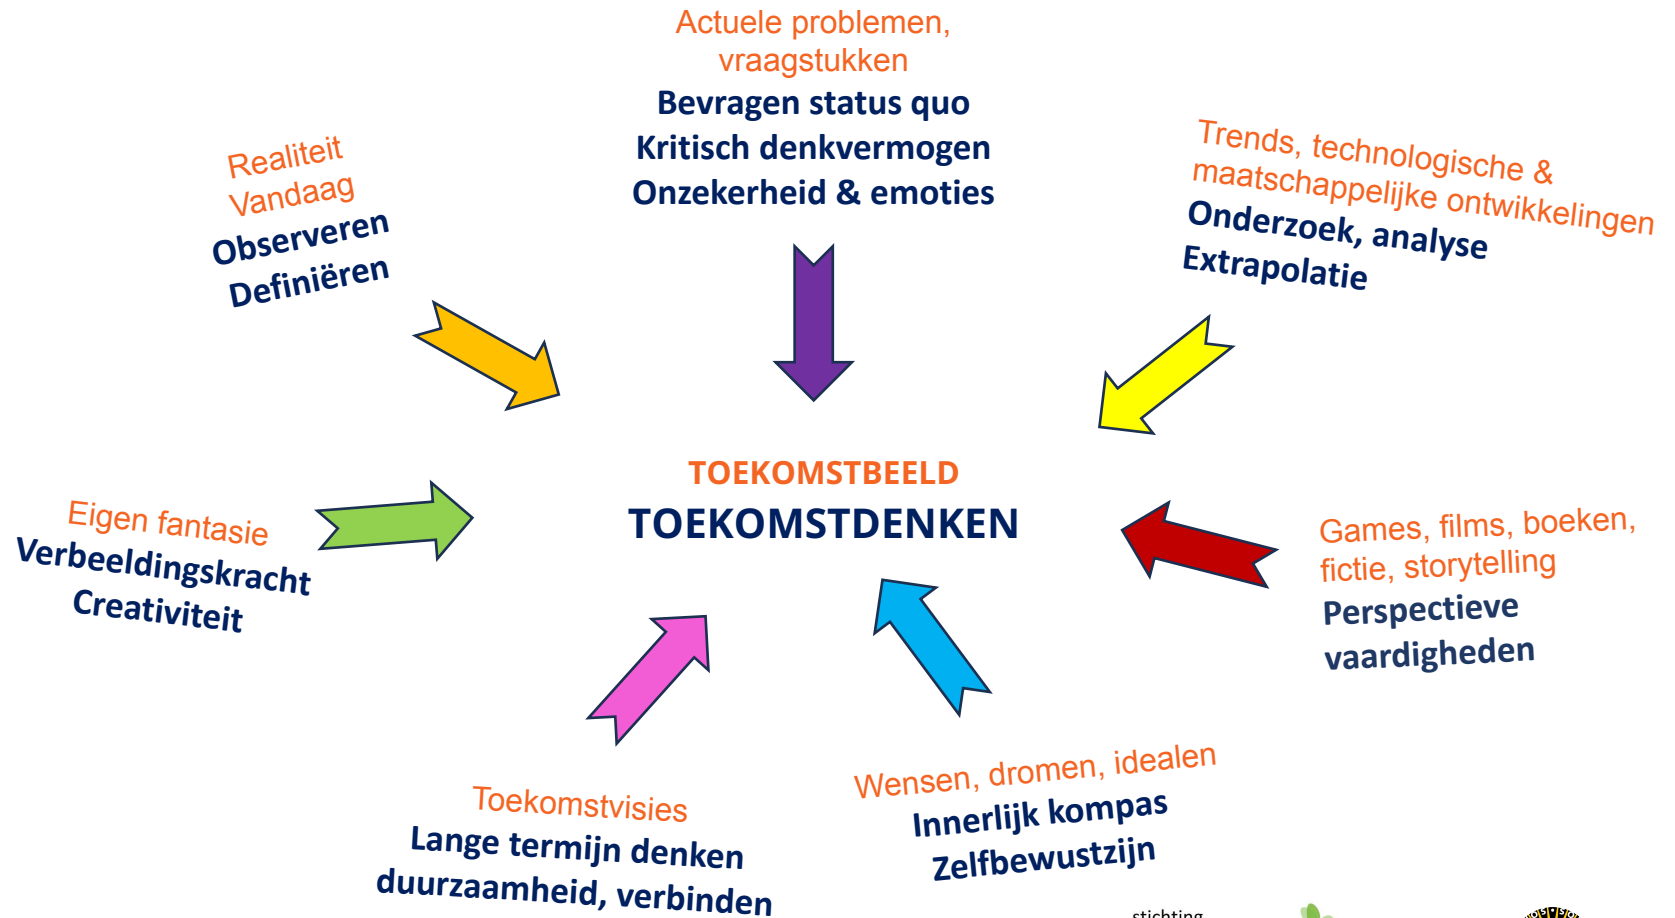 Actuele problemen,
vraagstukken
Bevragen status quo
Kritisch denkvermogen
Onzekerheid & emoties
Realiteit
Vandaag
Observeren
Definiëren
Trends, technologische &
maatschappelijke ontwikkelingen
Onderzoek, analyse
Extrapolatie
TOEKOMSTBEELD
TOEKOMSTDENKEN
Eigen fantasie
Verbeeldingskracht
Creativiteit
Games, films, boeken,
fictie, storytelling
Perspectieve
vaardigheden
Toekomstvisies
Lange termijn denken
duurzaamheid, verbinden
Wensen, dromen, idealen
Innerlijk kompas
Zelfbewustzijn
stichting